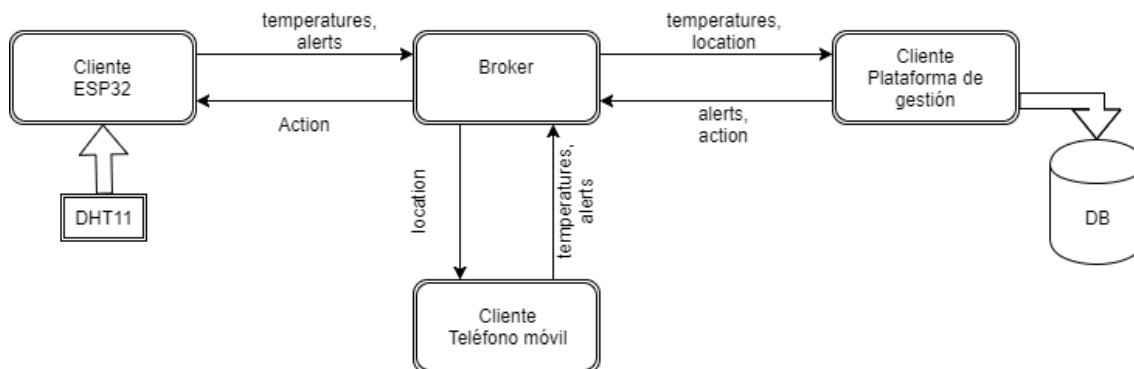 temperatures,
alerts
temperatures,
location
Cliente
ESP32
Broker
Cliente
Plataforma de
gestión
Action
alerts,
action
DHT11
location
temperatures,
alerts
DB
Cliente
Teléfono móvil